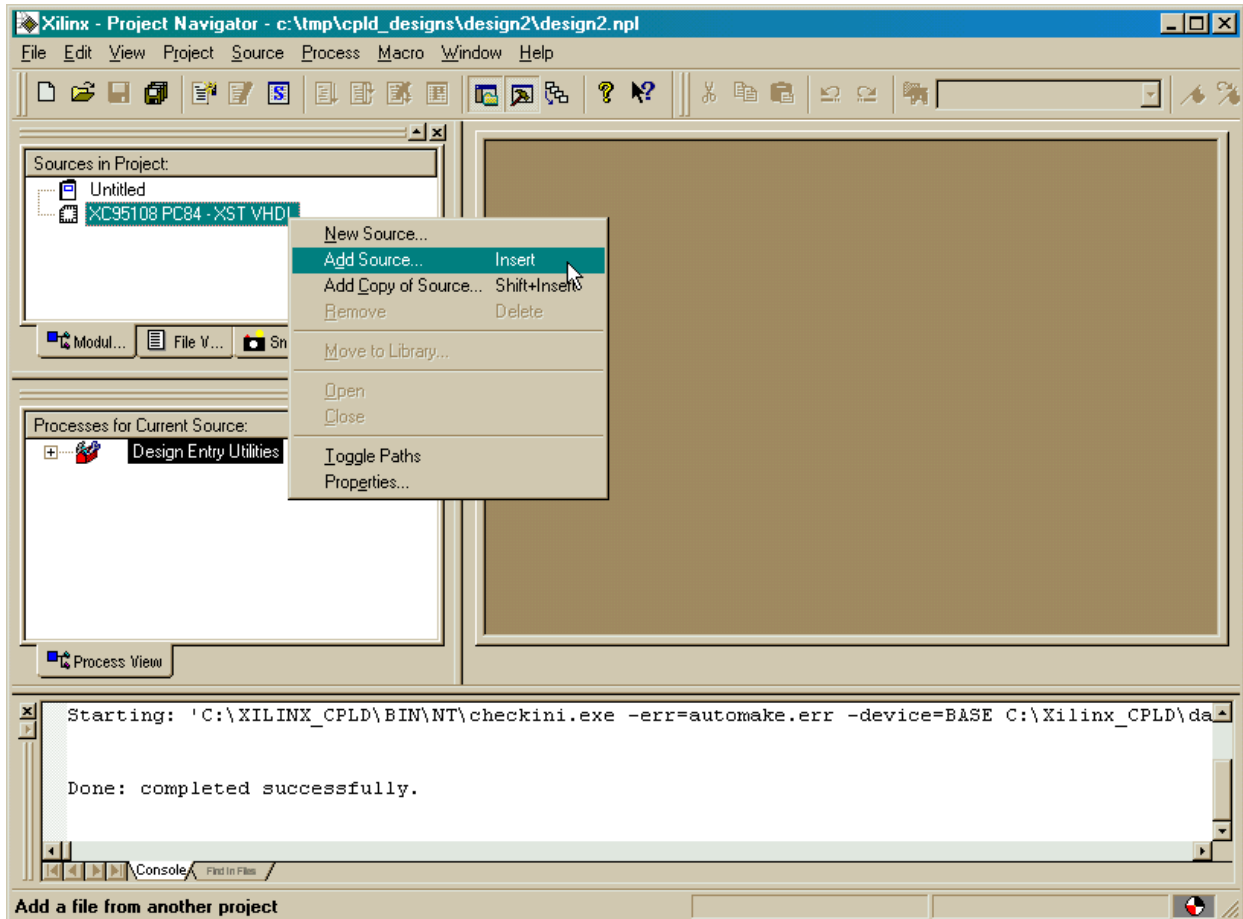 Xilinx - Project Navigator - c:\tmp\cpld_designs\design2\design2.npl
File Edit View Project Source Process Macro Window Help
Sources in Project:
Untitled
XC95108 PC84 - XST VHDL
New Source...
Add Source... Insert
Add Copy of Source... Shift+Insert
Remove Delete
Move to Library...
Open
Close
Toggle Paths
Properties...
Modul... File V... Sn
Processes for Current Source:
Design Entry Utilities
Process View
Starting: 'C:\XILINX_CPLD\BIN\NT\checkini.exe -err=automake.err -device=BASE C:\Xilinx_CPLD\da
Done: completed successfully.
Console Find in Files
Add a file from another project